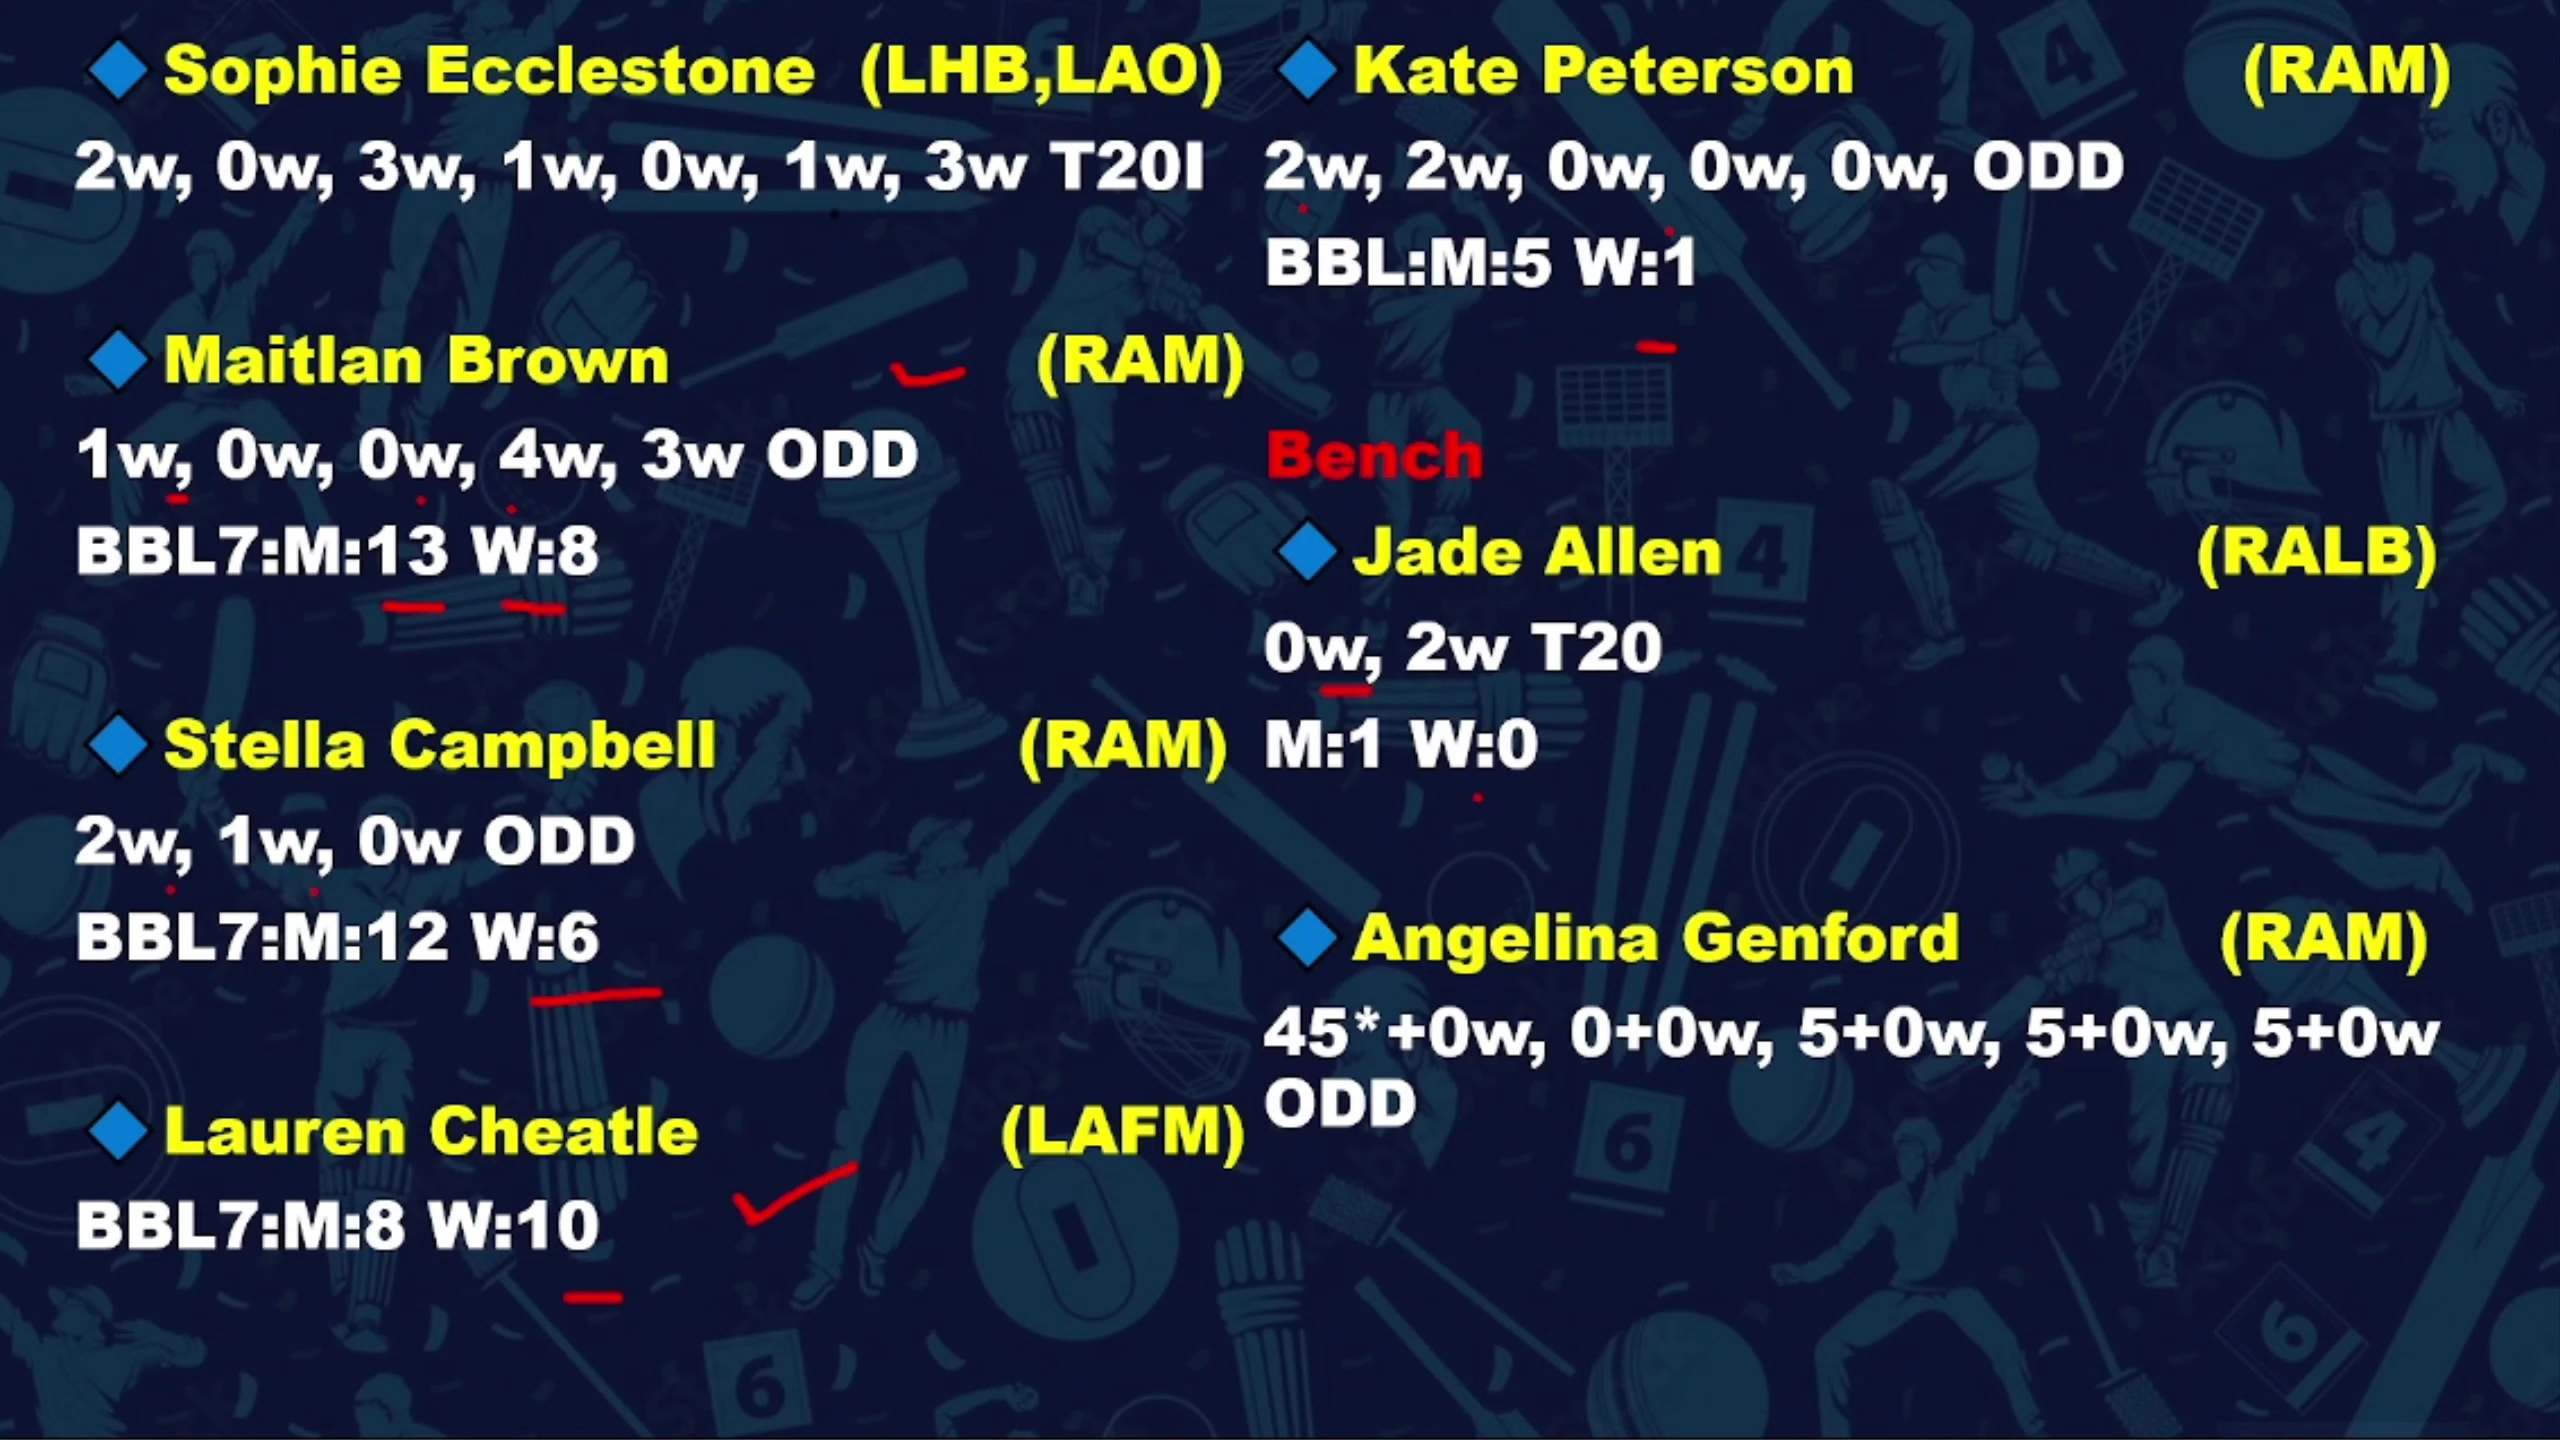 Sophie Ecclestone (LHB,LAO)
2w, 0w, 3w, 1w, 0w, 1w, 3w T20I
Maitlan Brown (RAM)
1w, 0w, 0w, 4w, 3w ODD
BBL7:M:13 W:8
Stella Campbell (RAM)
2w, 1w, 0w ODD
BBL7:M:12 W:6
Lauren Cheatle (LAFM)
BBL7:M:8 W:10
Kate Peterson (RAM)
2w, 2w, 0w, 0w, 0w, ODD
BBL:M:5 W:1
Bench
Jade Allen (RALB)
0w, 2w T20
M:1 W:0
Angelina Genford (RAM)
45*+0w, 0+0w, 5+0w, 5+0w, 5+0w
ODD